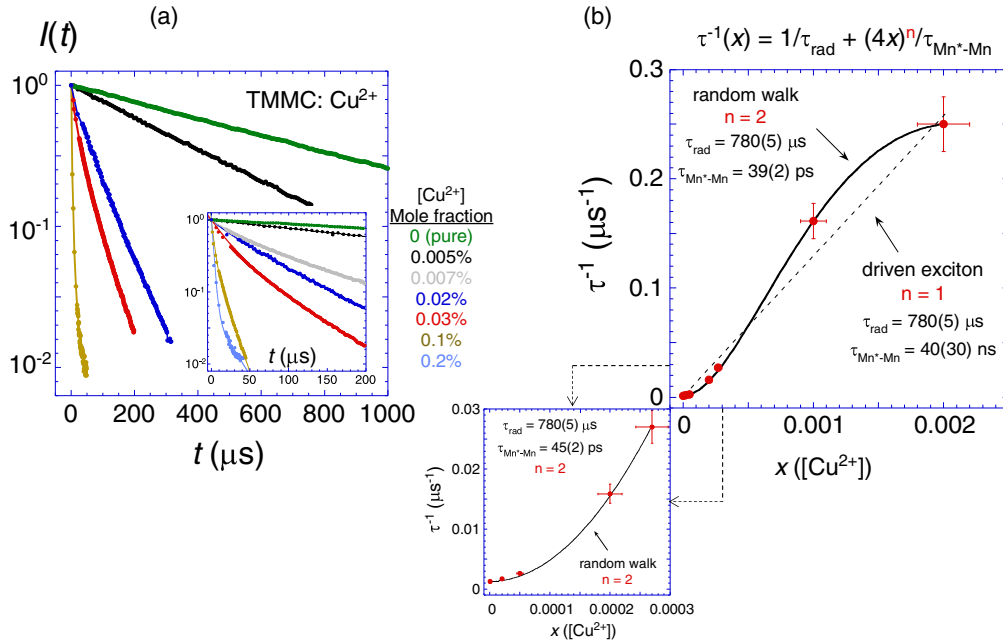 (a)
I(t)
10⁰
10⁻¹
10⁻²
TMMC: Cu²⁺
[Cu²⁺]
Mole fraction
0 (pure)
0.005%
0.007%
0.02%
0.03%
0.1%
0.2%
10⁰
10⁻¹
10⁻²
t (μs)
0 50 100 150 200
0 200 400 600 800 1000
t (μs)
(b)
τ⁻¹(x) = 1/τrad + (4x)ⁿ/τMn*-Mn
0.3
0.2
0.1
0
τ⁻¹ (μs⁻¹)
random walk
n = 2
τrad = 780(5) μs
τMn*-Mn = 39(2) ps
driven exciton
n = 1
τrad = 780(5) μs
τMn*-Mn = 40(30) ns
0 0.001 0.002
x ([Cu²⁺])
0.03
0.02
0.01
0
τ⁻¹ (μs⁻¹)
τrad = 780(5) μs
τMn*-Mn = 45(2) ps
n = 2
random walk
n = 2
0 0.0001 0.0002 0.0003
x ([Cu²⁺])